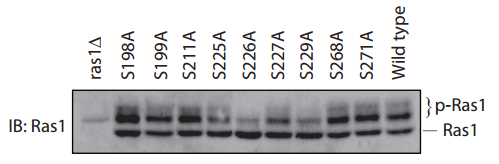 ras1Δ S198A S199A S211A S225A S226A S227A S229A S268A S271A Wild type
p-Ras1
IB: Ras1
Ras1